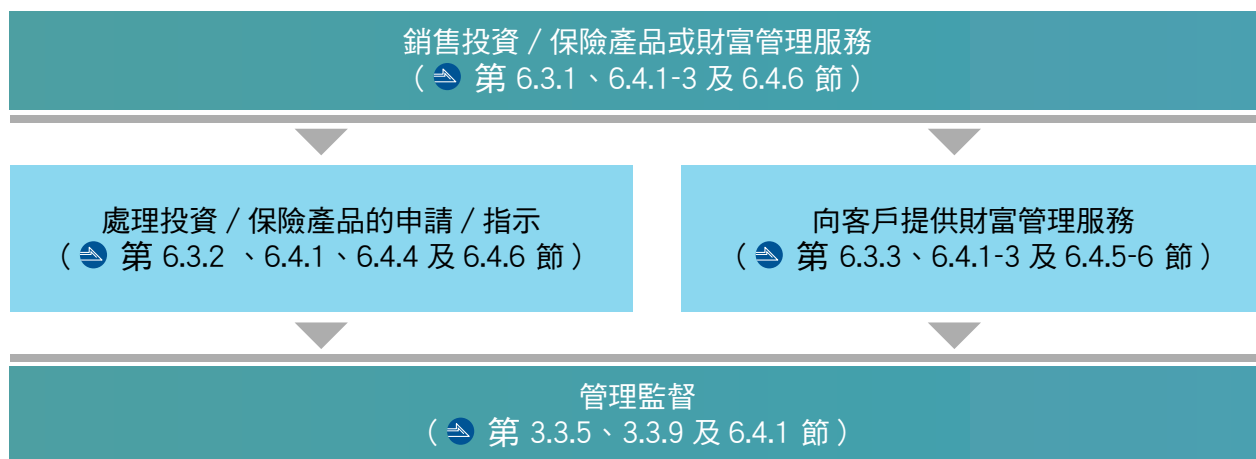 銷售投資 / 保險產品或財富管理服務
( 第 6.3.1、6.4.1-3 及 6.4.6 節 )
處理投資 / 保險產品的申請 / 指示
( 第 6.3.2 、6.4.1、6.4.4 及 6.4.6 節 )
向客戶提供財富管理服務
( 第 6.3.3、6.4.1-3 及 6.4.5-6 節 )
管理監督
( 第 3.3.5、3.3.9 及 6.4.1 節 )